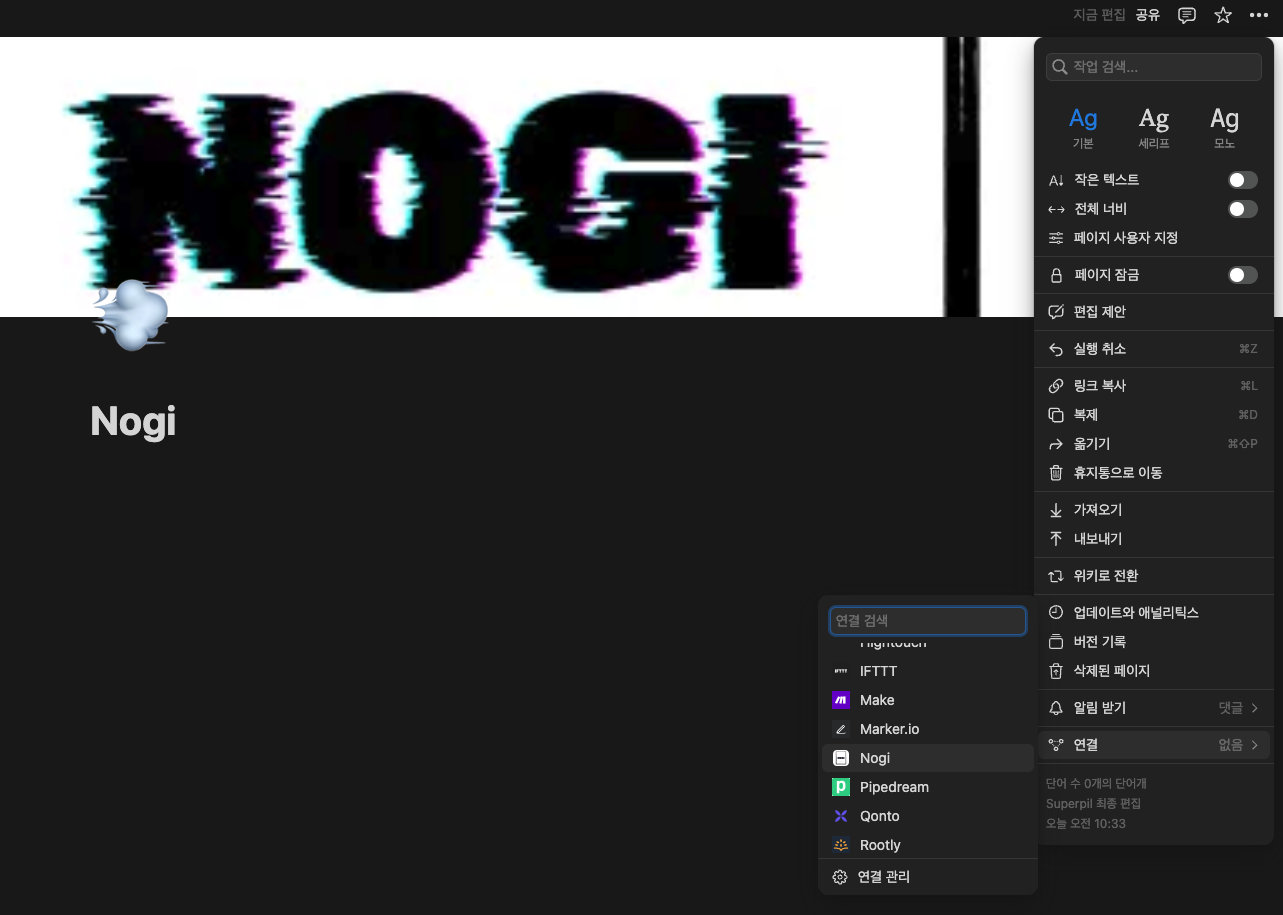 지금 편집 공유
NOGI
Nogi
작업 검색...
Ag Ag Ag
기본 세리프 모노
작은 텍스트
전체 너비
페이지 사용자 지정
페이지 잠금
편집 제안
실행 취소 ⌘Z
링크 복사 ⌘L
복제 ⌘D
옮기기 ⌘⇧P
휴지통으로 이동
가져오기
내보내기
위키로 전환
업데이트와 애널리틱스
버전 기록
삭제된 페이지
알림 받기 댓글
연결 없음
단어 수 0개의 단어개
Superpil 최종 편집
오늘 오전 10:33
연결 검색
Hightouch
IFTTT
Make
Marker.io
Nogi
Pipedream
Qonto
Rootly
연결 관리